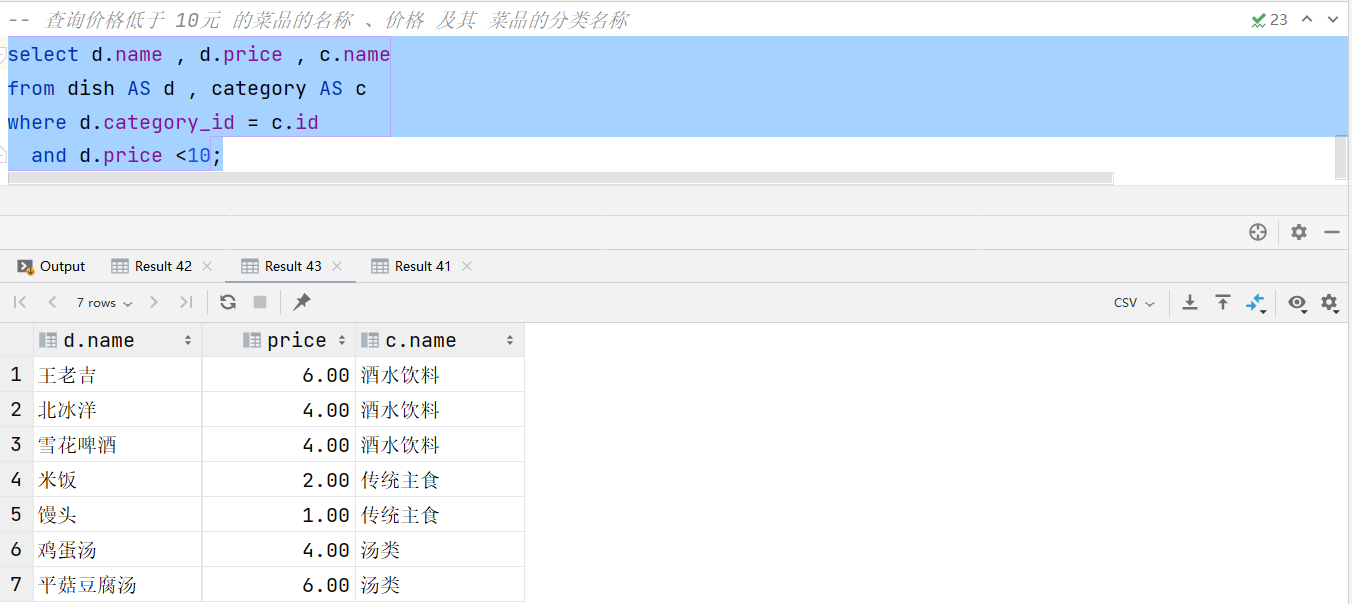 -- 查询价格低于 10元 的菜品的名称 、价格 及其 菜品的分类名称
23
select d.name , d.price , c.name
from dish AS d , category AS c
where d.category_id = c.id
and d.price <10;
Output Result 42 Result 43 Result 41
7 rows CSV
d.name price c.name
1 王老吉 6.00 酒水饮料
2 北冰洋 4.00 酒水饮料
3 雪花啤酒 4.00 酒水饮料
4 米饭 2.00 传统主食
5 馒头 1.00 传统主食
6 鸡蛋汤 4.00 汤类
7 平菇豆腐汤 6.00 汤类